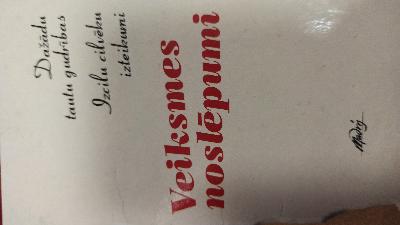 Dažādu
tautu gudrības
Izcilu cilvēku
izteikumi
Veiksmes
noslēpumi